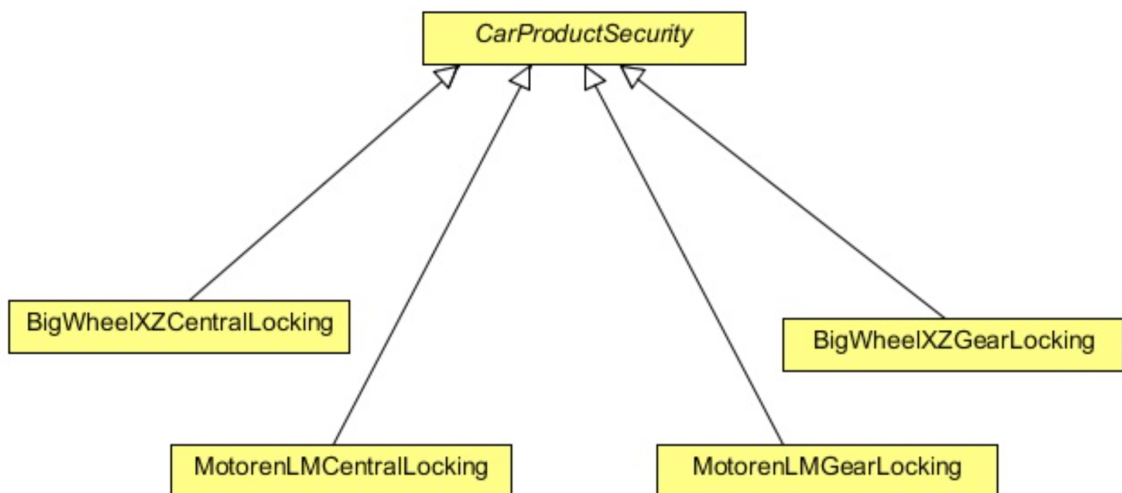 CarProductSecurity
BigWheelXZCentralLocking
BigWheelXZGearLocking
MotorenLMCentralLocking
MotorenLMGearLocking